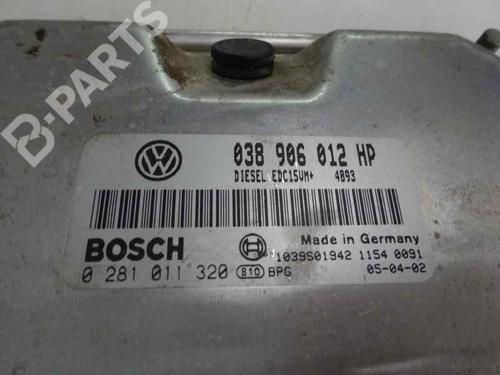 B-PARTS
038 906 012 HP
DIESEL EDC15VM+ 4893
BOSCH
Made in Germany
1039S01942 1154 0091
0 281 011 320 810 BPG 05-04-02